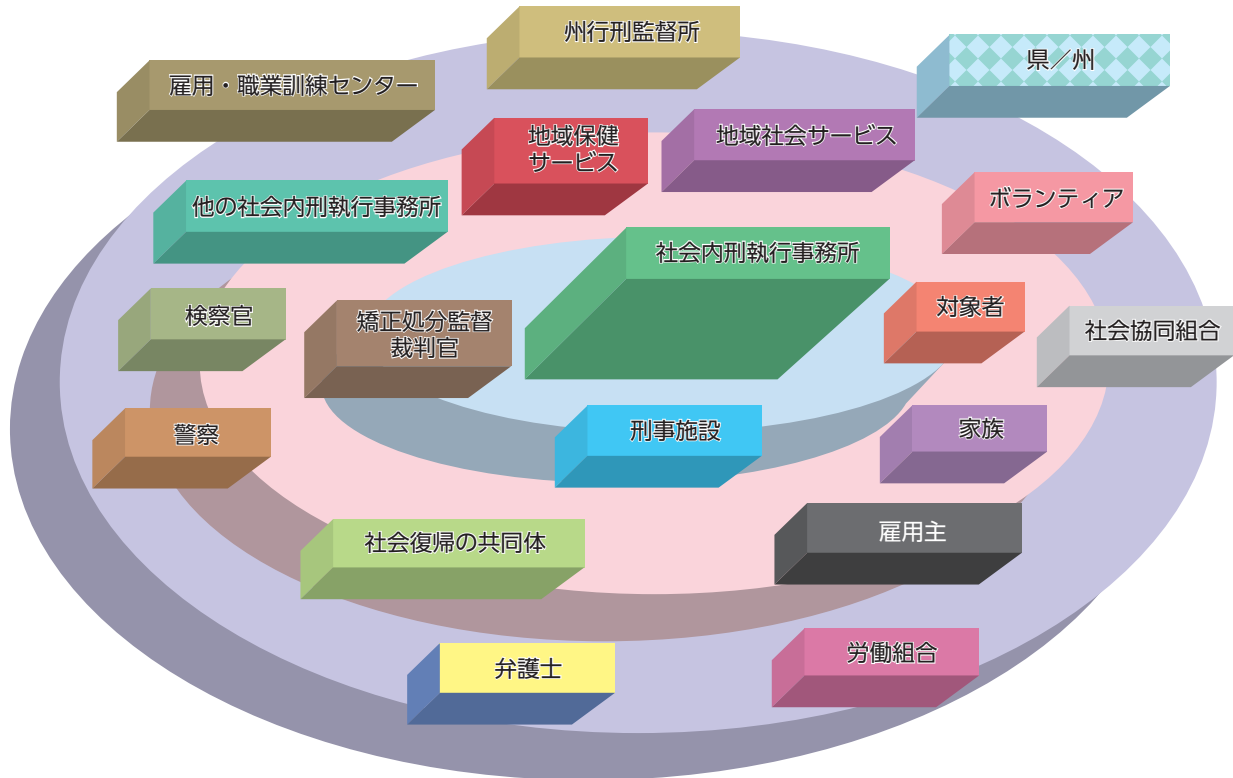 州行刑監督所
県／州
雇用・職業訓練センター
地域保健
サービス
地域社会サービス
ボランティア
他の社会内刑執行事務所
社会内刑執行事務所
検察官
矯正処分監督
裁判官
対象者
社会協同組合
警察
刑事施設
家族
社会復帰の共同体
雇用主
弁護士
労働組合